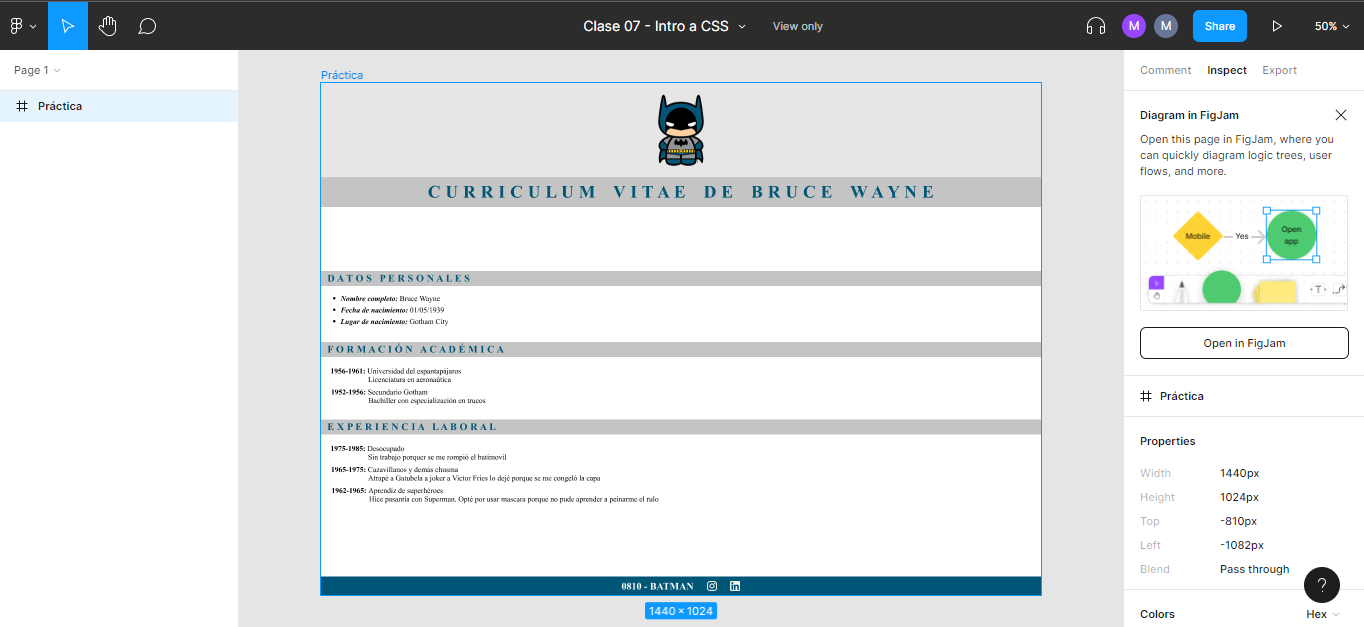 Clase 07 - Intro a CSS
View only
M
M
Share
50%
Page 1
Práctica
Práctica
CURRICULUM VITAE DE BRUCE WAYNE
DATOS PERSONALES
• Nombre completo: Bruce Wayne
• Fecha de nacimiento: 01/05/1939
• Lugar de nacimiento: Gotham City
FORMACIÓN ACADÉMICA
1956-1961: Universidad del espantapájaros
Licenciatura en aeronaútica
1952-1956: Secundario Gotham
Bachiller con especialización en trucos
EXPERIENCIA LABORAL
1975-1985: Desocupado
Sin trabajo porquer se me rompió el batimovil
1965-1975: Cazavillanos y demás chusma
Atrapé a Gatubela a joker a Victor Fries lo dejé porque se me congeló la capa
1962-1965: Aprendiz de superhéroes
Hice pasantía con Superman. Opté por usar mascara porque no pude aprender a peinarme el rulo
0810 - BATMAN
1440 × 1024
Comment Inspect Export
Diagram in FigJam
Open this page in FigJam, where you
can quickly diagram logic trees, user
flows, and more.
Mobile
Yes
Open
app
T
Open in FigJam
Práctica
Properties
Width 1440px
Height 1024px
Top -810px
Left -1082px
Blend Pass through
?
Colors Hex